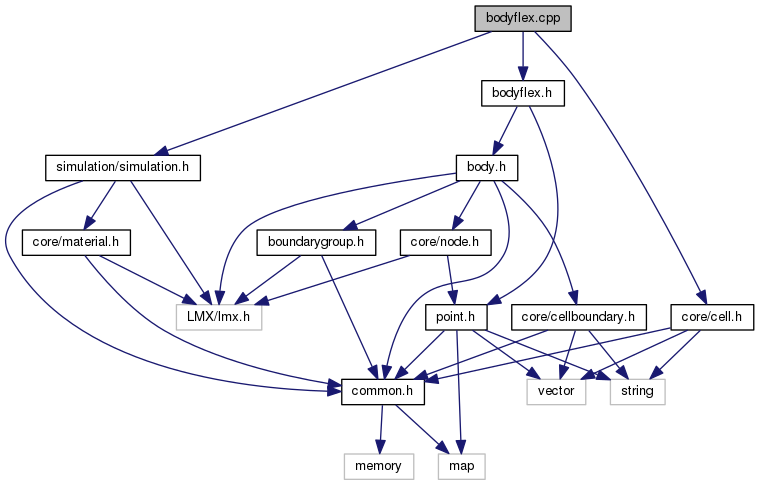 bodyflex.cpp
bodyflex.h
simulation/simulation.h
body.h
core/material.h
boundarygroup.h
core/node.h
LMX/lmx.h
point.h
core/cellboundary.h
core/cell.h
common.h
vector
string
memory
map